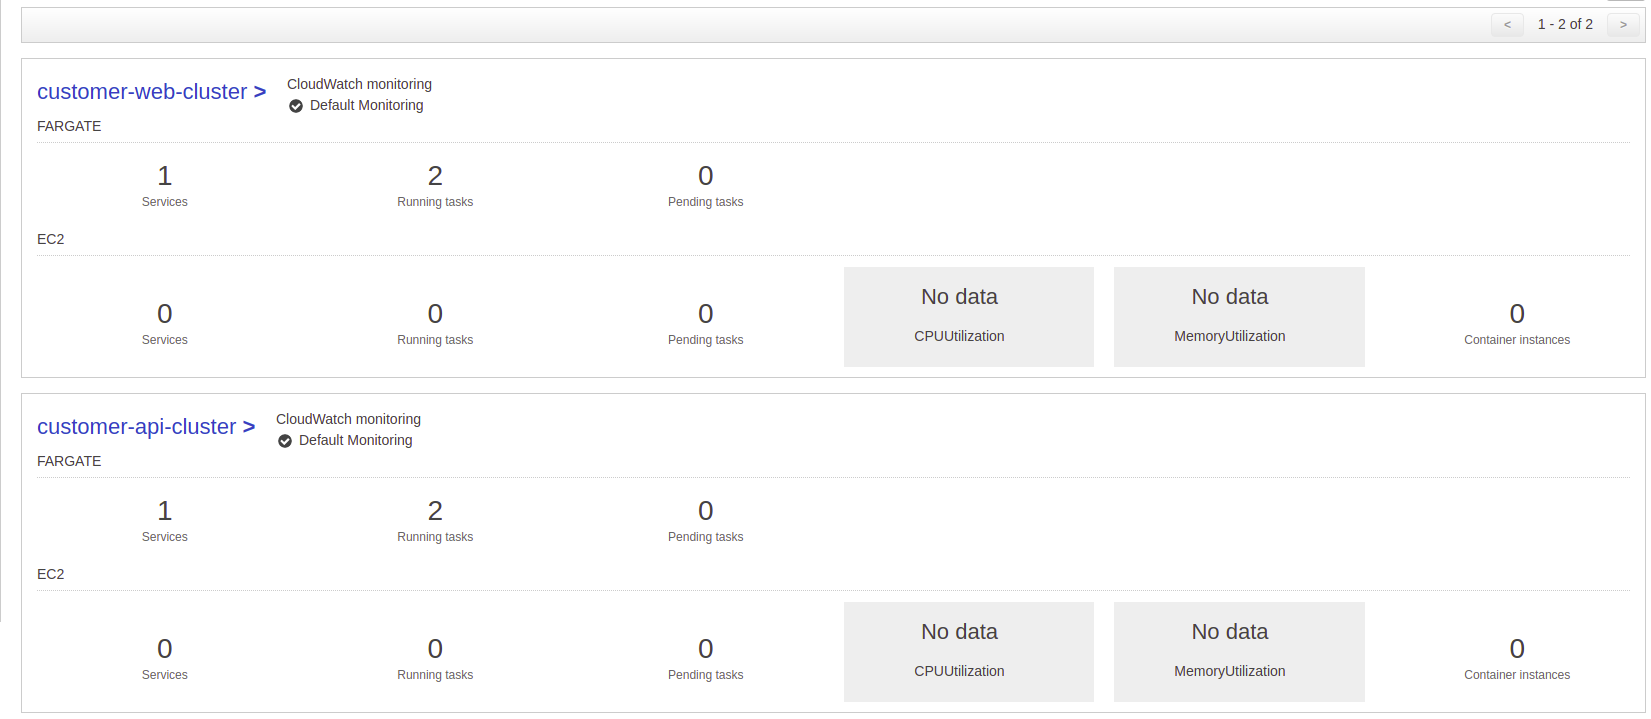 < 1 - 2 of 2 >
customer-web-cluster >
CloudWatch monitoring
Default Monitoring
FARGATE
1 2 0
Services Running tasks Pending tasks
EC2
No data No data
0 0 0 0
CPUUtilization MemoryUtilization
Services Running tasks Pending tasks Container instances
customer-api-cluster >
CloudWatch monitoring
Default Monitoring
FARGATE
1 2 0
Services Running tasks Pending tasks
EC2
No data No data
0 0 0 0
CPUUtilization MemoryUtilization
Services Running tasks Pending tasks Container instances